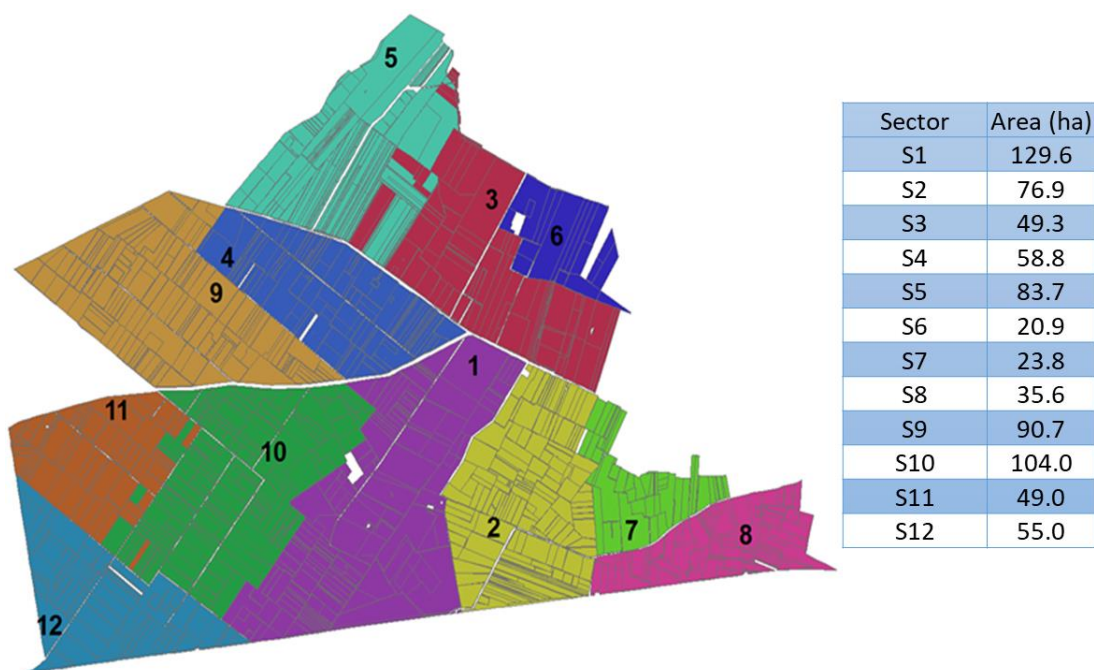 5
3
6
4
9
1
11
10
2
7
8
12
Sector Area (ha)
S1 129.6
S2 76.9
S3 49.3
S4 58.8
S5 83.7
S6 20.9
S7 23.8
S8 35.6
S9 90.7
S10 104.0
S11 49.0
S12 55.0